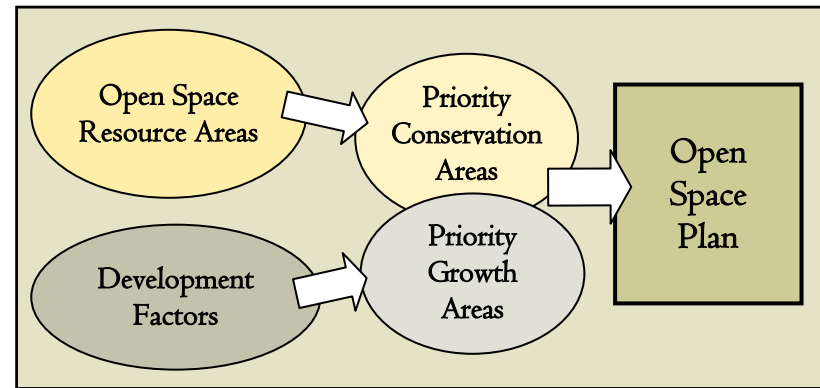 Open Space
Resource Areas
Priority
Conservation
Areas
Open
Space
Plan
Development
Factors
Priority
Growth
Areas